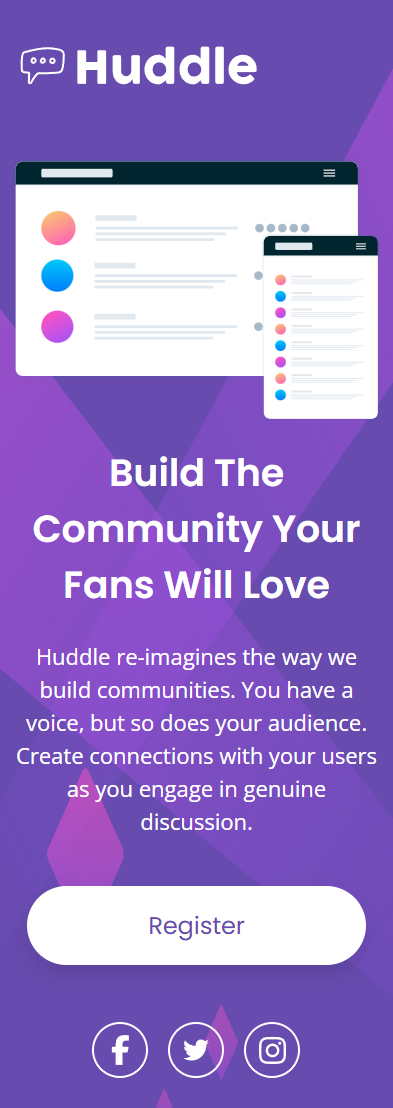 Huddle
Build The
Community Your
Fans Will Love
Huddle re-imagines the way we
build communities. You have a
voice, but so does your audience.
Create connections with your users
as you engage in genuine
discussion.
Register